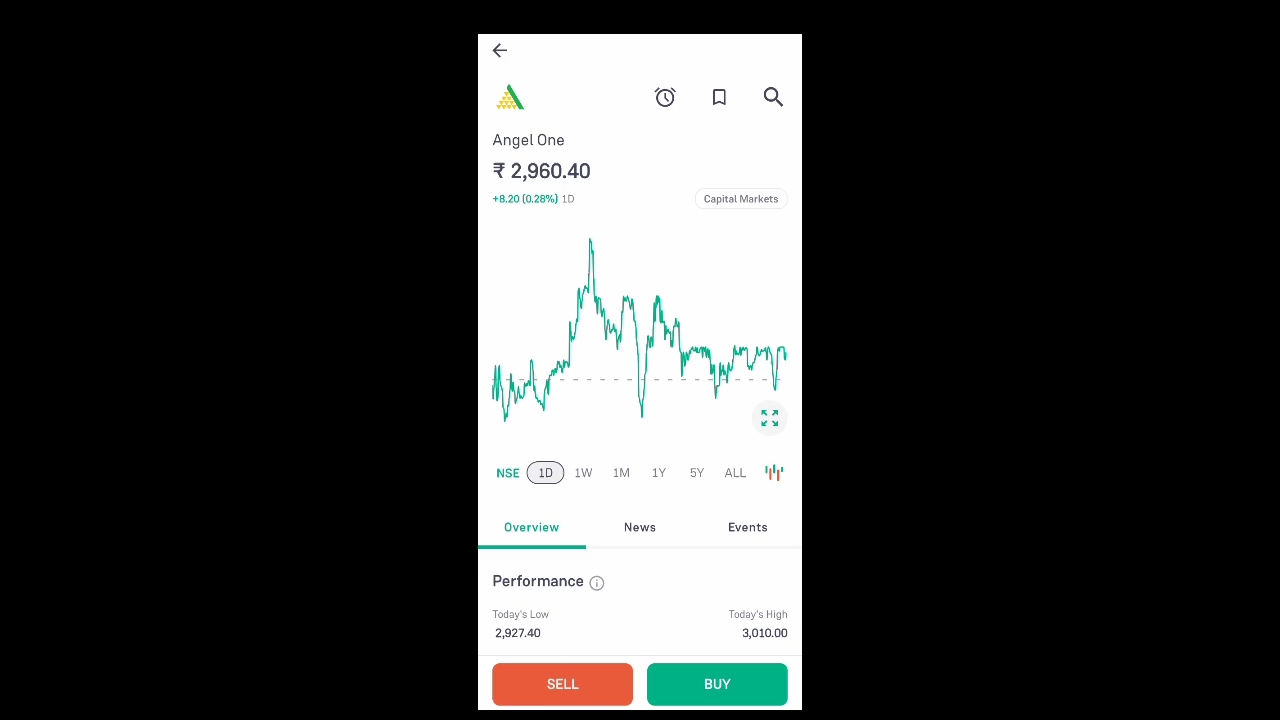 Angel One
₹ 2,960.40
+8.20 (0.28%) 1D
Capital Markets
NSE 1D 1W 1M 1Y 5Y ALL
Overview News Events
Performance
Today's Low Today's High
2,927.40 3,010.00
SELL BUY